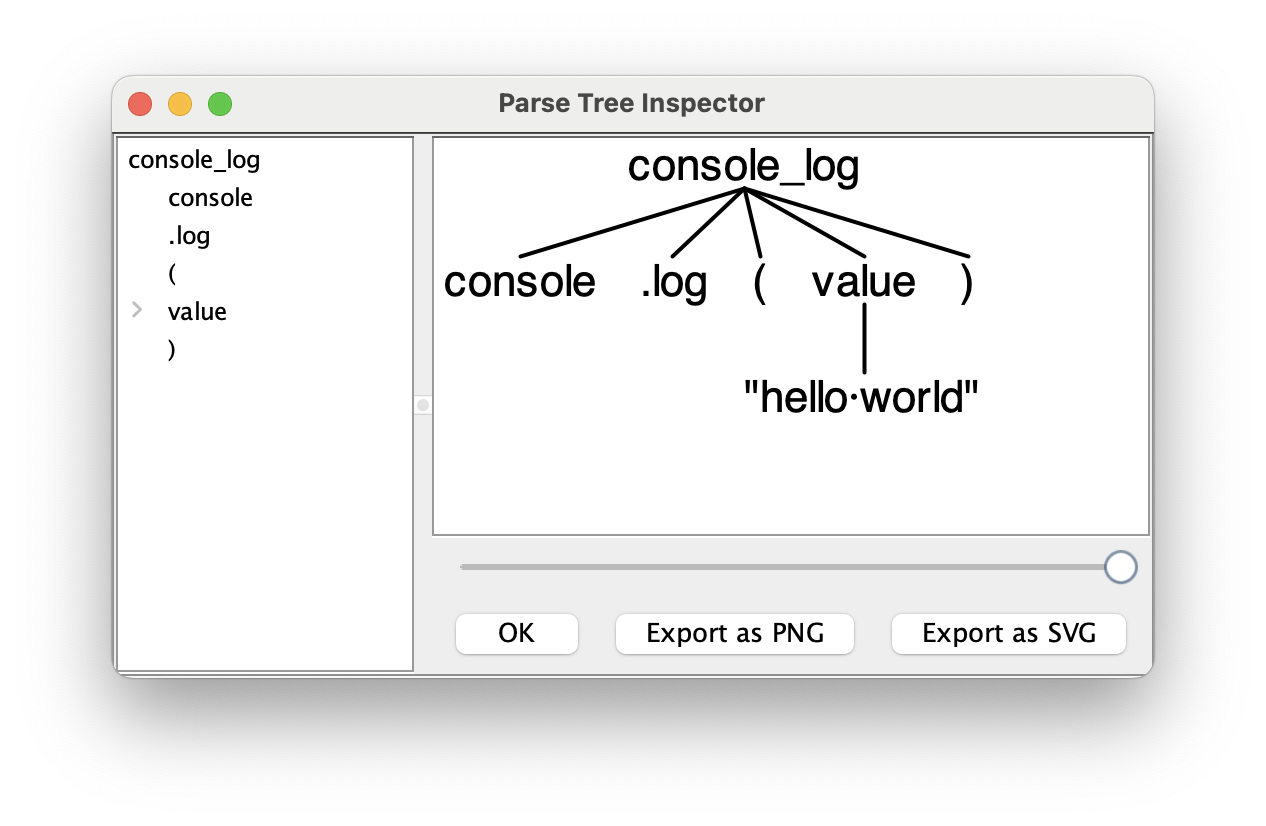 Parse Tree Inspector
console_log
console
.log
(
value
)
console_log
console .log ( value )
"hello·world"
OK Export as PNG Export as SVG